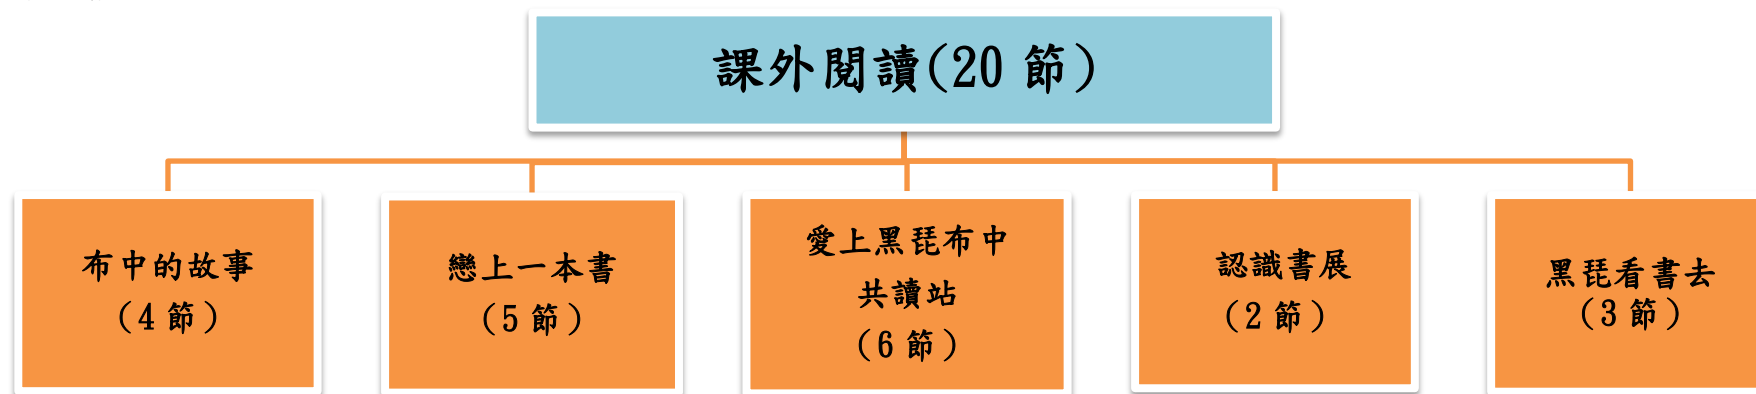 課外閱讀(20 節)
布中的故事
(4 節)
戀上一本書
(5 節)
愛上黑琵布中
共讀站
(6 節)
認識書展
(2 節)
黑琵看書去
(3 節)